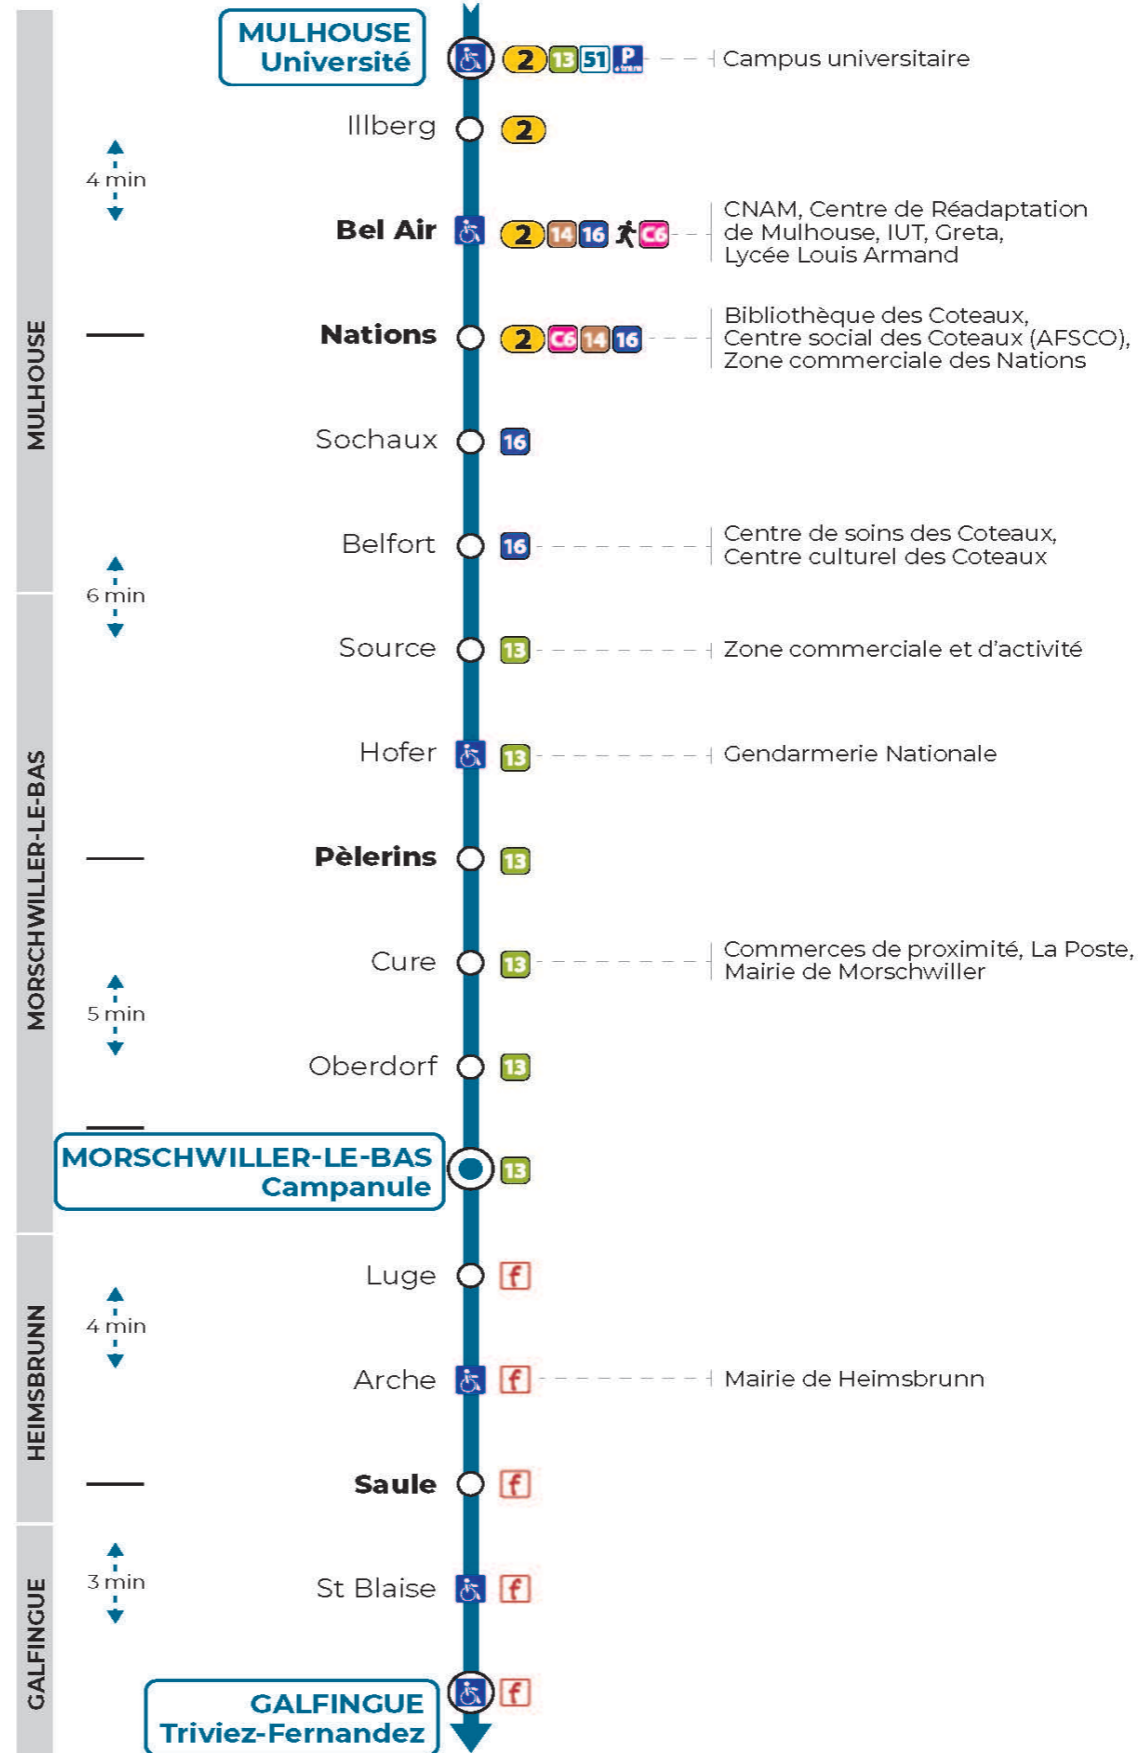 MULHOUSE
Université
2 13 51 P
+tram
Campus universitaire
Illberg
2
4 min
Bel Air
2 14 16 C6
CNAM, Centre de Réadaptation
de Mulhouse, IUT, Greta,
Lycée Louis Armand
MULHOUSE
Nations
2 C6 14 16
Bibliothèque des Coteaux,
Centre social des Coteaux (AFSCO),
Zone commerciale des Nations
Sochaux
16
Belfort
16
Centre de soins des Coteaux,
Centre culturel des Coteaux
6 min
Source
13
Zone commerciale et d'activité
Hofer
13
Gendarmerie Nationale
MORSCHWILLER-LE-BAS
Pèlerins
13
Cure
13
Commerces de proximité, La Poste,
Mairie de Morschwiller
5 min
Oberdorf
13
MORSCHWILLER-LE-BAS
Campanule
13
Luge
f
4 min
HEIMSBRUNN
Arche
f
Mairie de Heimsbrunn
Saule
f
3 min
St Blaise
f
GALFINGUE
GALFINGUE
Triviez-Fernandez
f